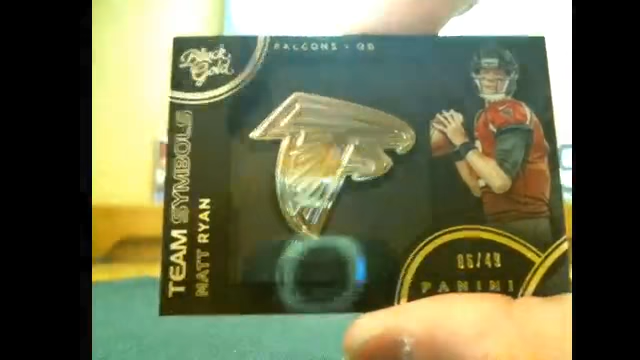 Black Gold
FALCONS • QB
TEAM SYMBOLS
MATT RYAN
06/49
PANINI